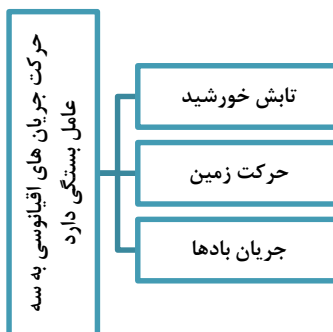 حرکت جریان های اقیانوسی به سه
عامل بستگی دارد
تابش خورشید
حرکت زمین
جریان بادها